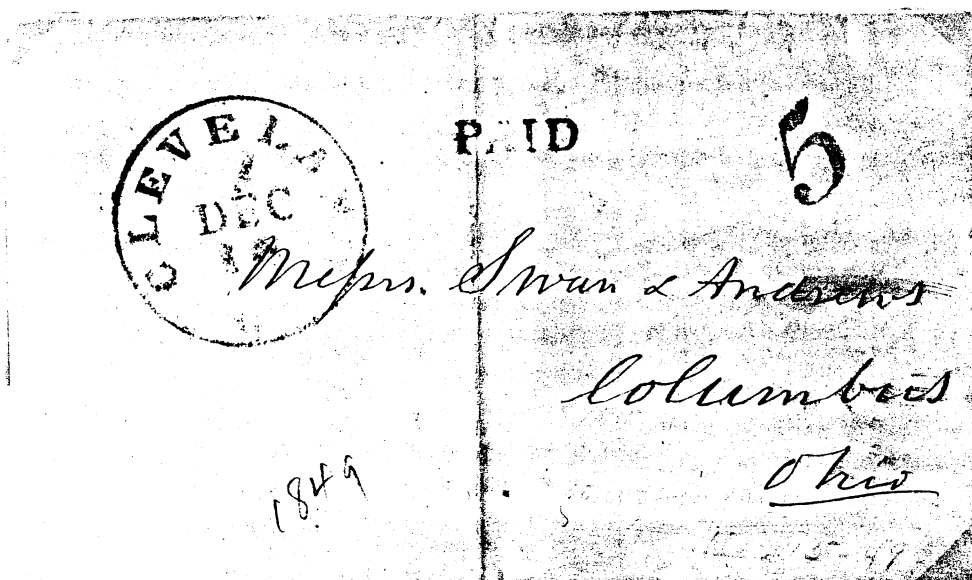 CLEVELA
DEC
PAID
5
Messrs. Swan & Andrews
Columbus
Ohio
1849